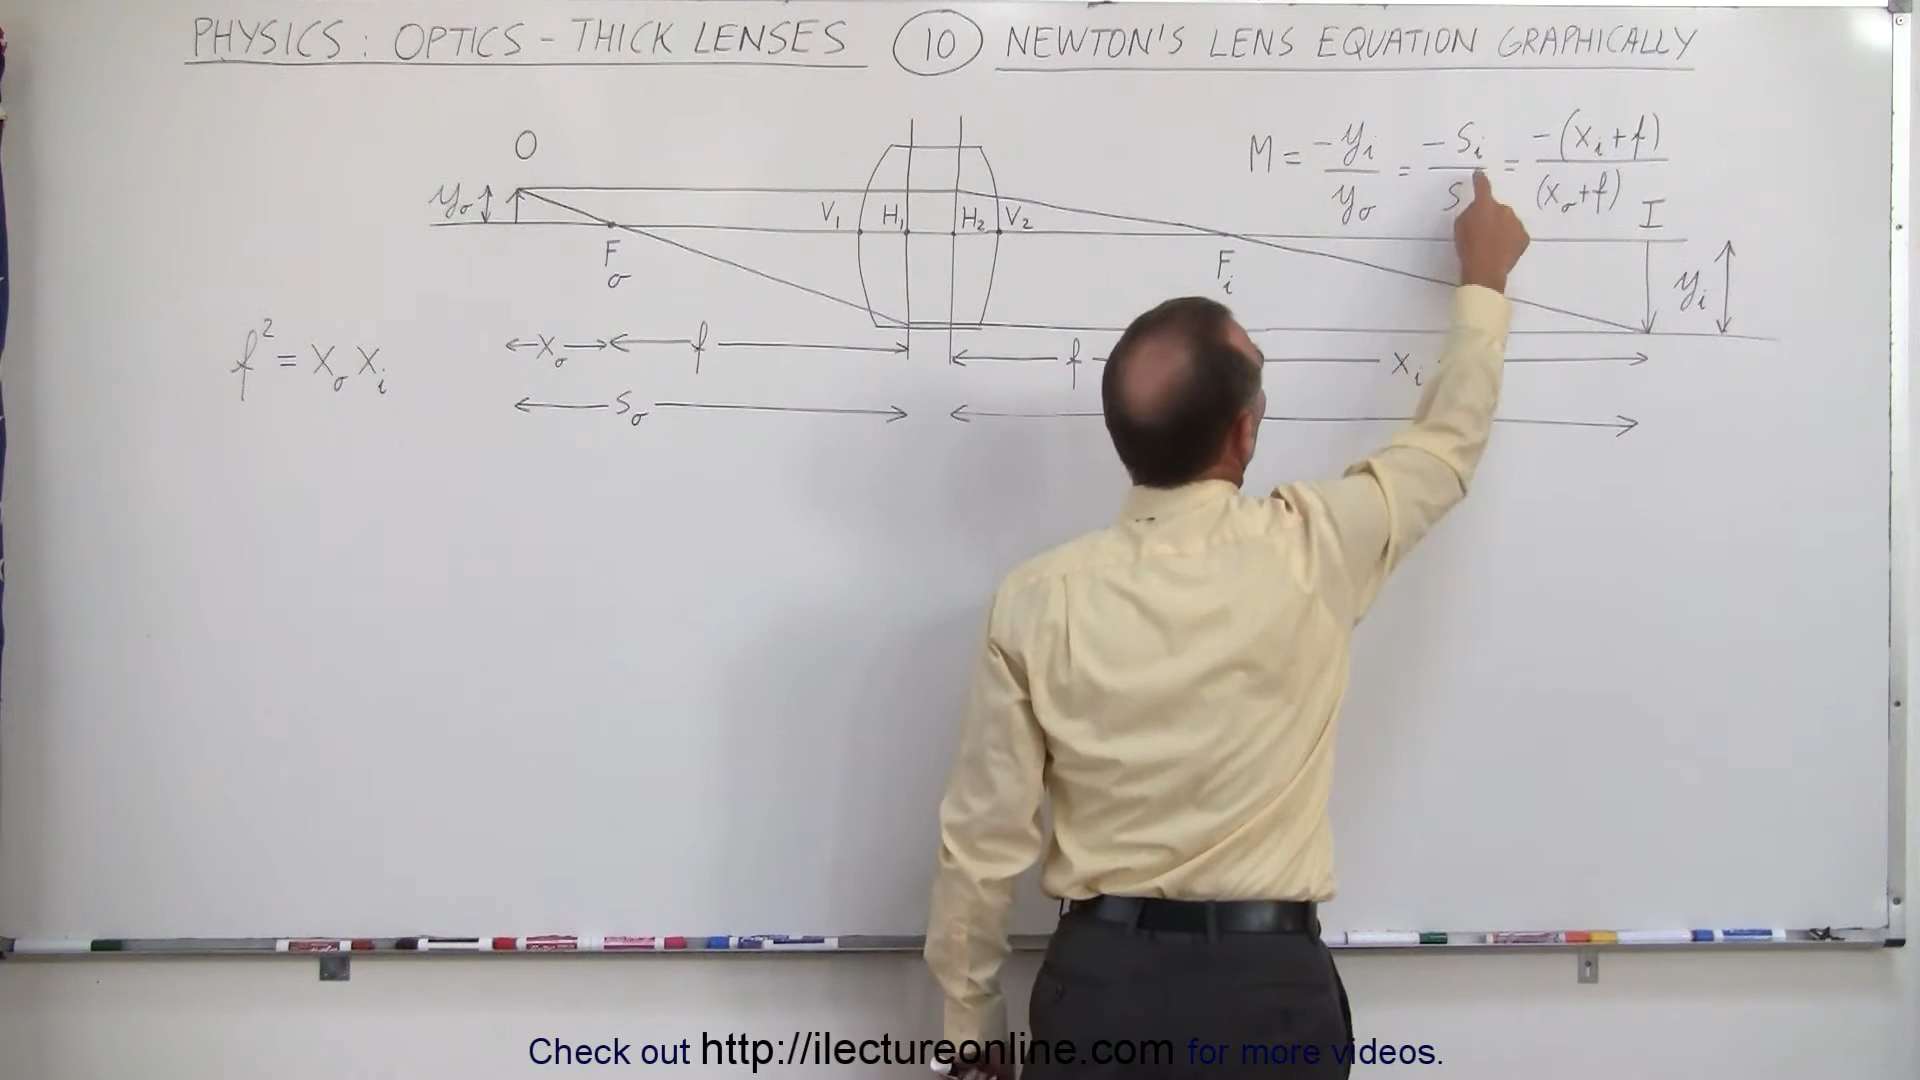 PHYSICS: OPTICS - THICK LENSES ⑩ NEWTON'S LENS EQUATION GRAPHICALLY
O
M = -yᵢ/yₒ = -Sᵢ/S = -(xᵢ+f)/(xₒ+f)
yₒ V₁ H₁ H₂ V₂ I
Fₒ Fᵢ yᵢ
f² = XₒXᵢ Xₒ f f Xᵢ
Sₒ
Check out http://ilectureonline.com for more videos.